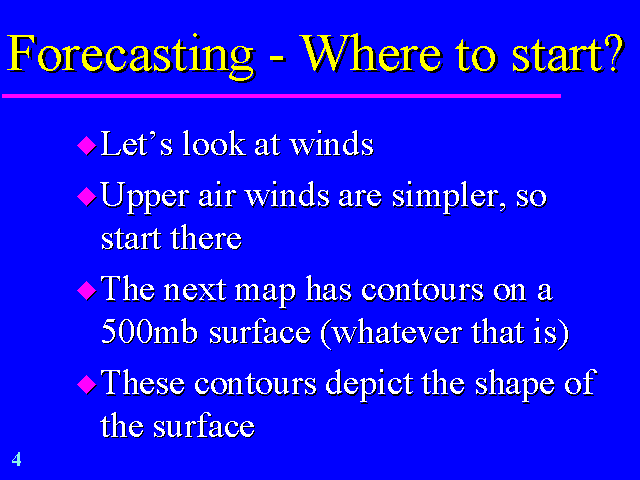 Forecasting - Where to start?
Let’s look at winds
Upper air winds are simpler, so
start there
The next map has contours on a
500mb surface (whatever that is)
These contours depict the shape of
the surface
4